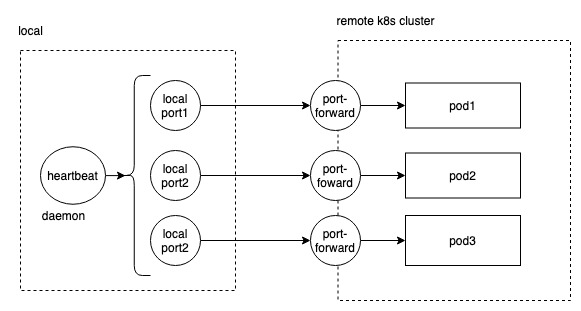 remote k8s cluster
local
local
port1
port-
forward
pod1
heartbeat
daemon
local
port2
port-
foward
pod2
local
port2
port-
forward
pod3